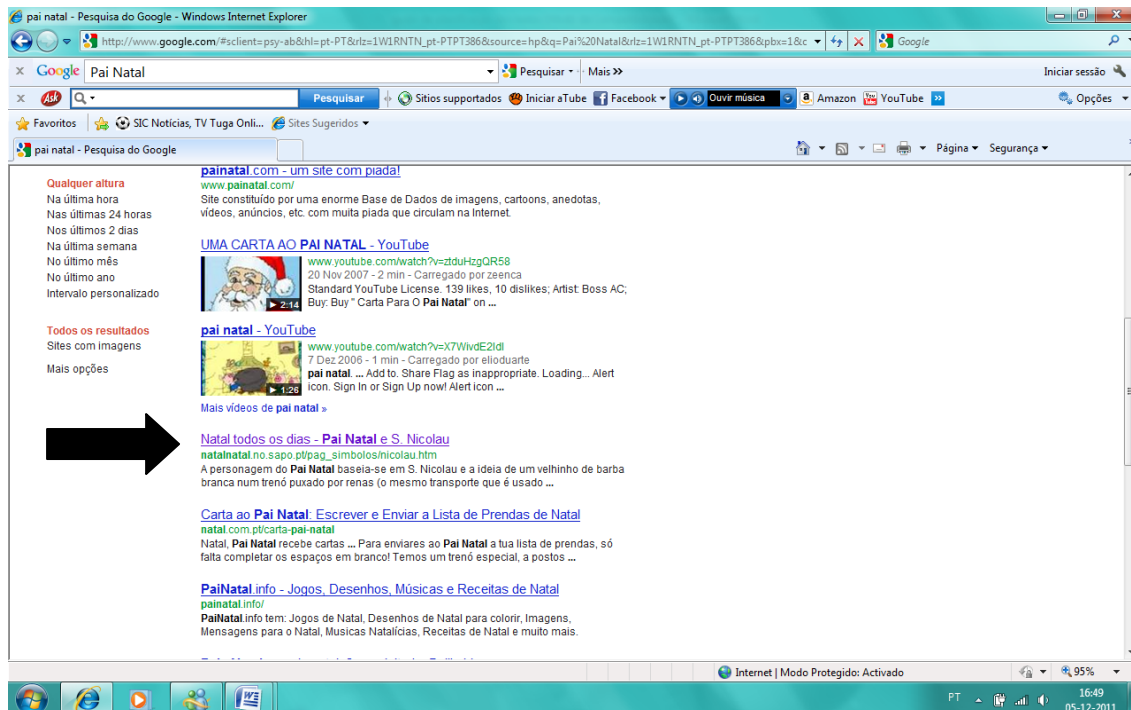 pai natal - Pesquisa do Google - Windows Internet Explorer
http://www.google.com/#sclient=psy-ab&hl=pt-PT&rlz=1W1RNTN_pt-PTPT386&source=hp&q=Pai%20Natal&rlz=1W1RNTN_pt-PTPT386&pbx=1&c
Google
x Google Pai Natal Pesquisar Mais >> Iniciar sessão
x Ask Q Pesquisar Sitios supportados Iniciar aTube Facebook Ouvir música Amazon YouTube Opções
Favoritos SIC Notícias, TV Tuga Onli... Sites Sugeridos
pai natal - Pesquisa do Google Página Segurança
Qualquer altura
Na última hora
Nas últimas 24 horas
Nos últimos 2 dias
Na última semana
No último mês
No último ano
Intervalo personalizado
Todos os resultados
Sites com imagens
Mais opções
painatal.com - um site com piada!
www.painatal.com/
Site constituído por uma enorme Base de Dados de imagens, cartoons, anedotas,
vídeos, anúncios, etc. com muita piada que circulam na Internet.
UMA CARTA AO PAI NATAL - YouTube
www.youtube.com/watch?v=ztduHzgQR58
20 Nov 2007 - 2 min - Carregado por zeenca
Standard YouTube License. 139 likes, 10 dislikes; Artist: Boss AC;
Buy: Buy " Carta Para O Pai Natal" on ...
2:14
pai natal - YouTube
www.youtube.com/watch?v=X7WivdE2IdI
7 Dez 2006 - 1 min - Carregado por elioduarte
pai natal. ... Add to. Share Flag as inappropriate. Loading... Alert
icon. Sign In or Sign Up now! Alert icon ...
1:26
Mais vídeos de pai natal »
Natal todos os dias - Pai Natal e S. Nicolau
natalnatal.no.sapo.pt/pag_simbolos/nicolau.htm
A personagem do Pai Natal baseia-se em S. Nicolau e a ideia de um velhinho de barba
branca num trenó puxado por renas (o mesmo transporte que é usado ...
Carta ao Pai Natal: Escrever e Enviar a Lista de Prendas de Natal
natal.com.pt/carta-pai-natal
Natal, Pai Natal recebe cartas ... Para enviares ao Pai Natal a tua lista de prendas, só
falta completar os espaços em branco! Temos um trenó especial, a postos ...
PaiNatal.info - Jogos, Desenhos, Músicas e Receitas de Natal
painatal.info/
PaiNatal.info tem: Jogos de Natal, Desenhos de Natal para colorir, Imagens,
Mensagens para o Natal, Musicas Natalícias, Receitas de Natal e muito mais.
Internet | Modo Protegido: Activado 95%
PT 16:49
05-12-2011